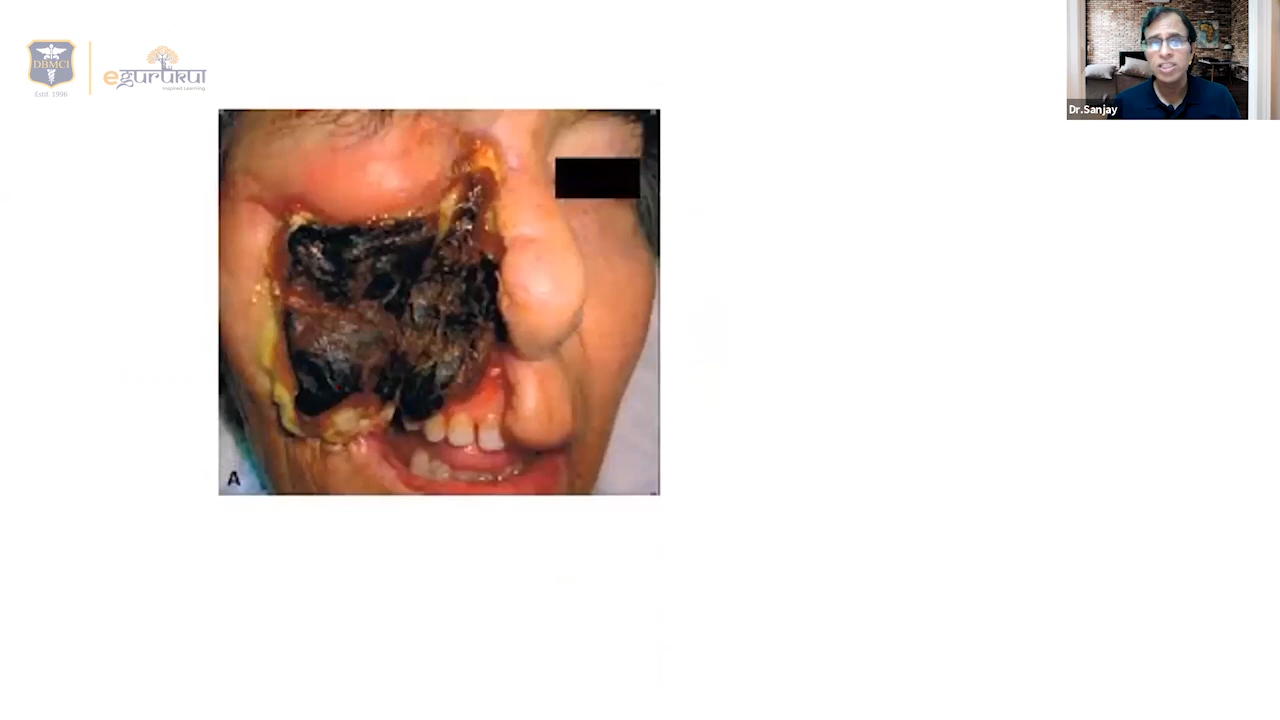 DBMCI
Estd. 1996
eGurukul
Inspired Learning
Dr.Sanjay
A